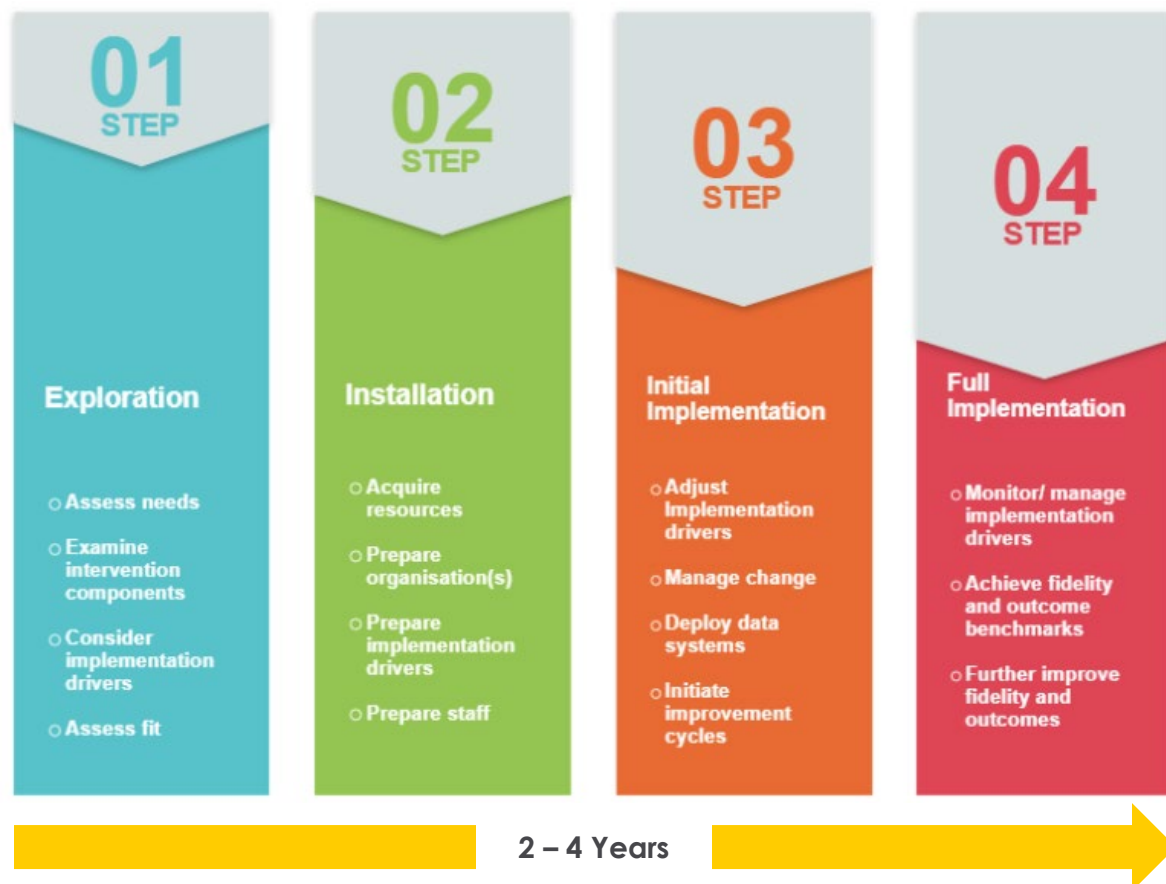 01
STEP
Exploration
○ Assess needs
○ Examine
intervention
components
○ Consider
implementation
drivers
○ Assess fit
02
STEP
Installation
○ Acquire
resources
○ Prepare
organisation(s)
○ Prepare
implementation
drivers
○ Prepare staff
03
STEP
Initial
Implementation
○ Adjust
Implementation
drivers
○ Manage change
○ Deploy data
systems
○ Initiate
improvement
cycles
04
STEP
Full
Implementation
○ Monitor/ manage
implementation
drivers
○ Achieve fidelity
and outcome
benchmarks
○ Further improve
fidelity and
outcomes
2 – 4 Years